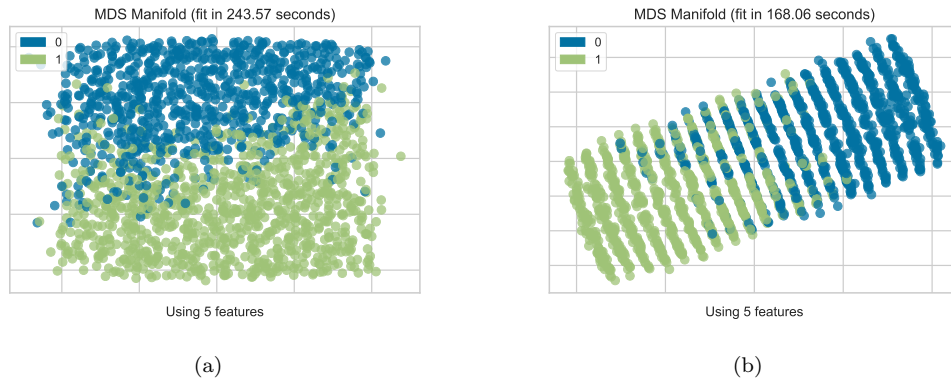 MDS Manifold (fit in 243.57 seconds)
0
1
Using 5 features
(a)
MDS Manifold (fit in 168.06 seconds)
0
1
Using 5 features
(b)